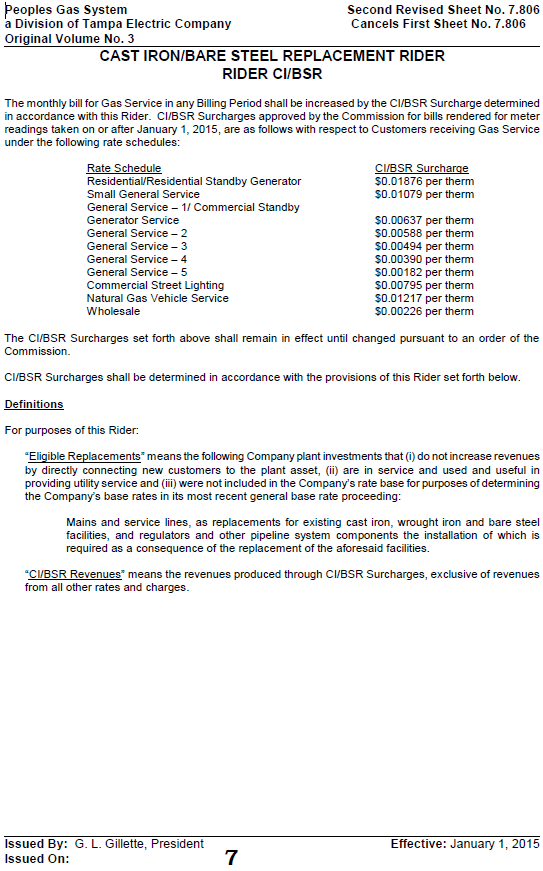 Peoples Gas System Second Revised Sheet No. 7.806
a Division of Tampa Electric Company Cancels First Sheet No. 7.806
Original Volume No. 3
CAST IRON/BARE STEEL REPLACEMENT RIDER
RIDER CI/BSR
The monthly bill for Gas Service in any Billing Period shall be increased by the CI/BSR Surcharge determined
in accordance with this Rider. CI/BSR Surcharges approved by the Commission for bills rendered for meter
readings taken on or after January 1, 2015, are as follows with respect to Customers receiving Gas Service
under the following rate schedules:
Rate Schedule CI/BSR Surcharge
Residential/Residential Standby Generator $0.01876 per therm
Small General Service $0.01079 per therm
General Service – 1/ Commercial Standby
Generator Service $0.00637 per therm
General Service – 2 $0.00588 per therm
General Service – 3 $0.00494 per therm
General Service – 4 $0.00390 per therm
General Service – 5 $0.00182 per therm
Commercial Street Lighting $0.00795 per therm
Natural Gas Vehicle Service $0.01217 per therm
Wholesale $0.00226 per therm
The CI/BSR Surcharges set forth above shall remain in effect until changed pursuant to an order of the
Commission.
CI/BSR Surcharges shall be determined in accordance with the provisions of this Rider set forth below.
Definitions
For purposes of this Rider:
“Eligible Replacements” means the following Company plant investments that (i) do not increase revenues
by directly connecting new customers to the plant asset, (ii) are in service and used and useful in
providing utility service and (iii) were not included in the Company’s rate base for purposes of determining
the Company’s base rates in its most recent general base rate proceeding:
Mains and service lines, as replacements for existing cast iron, wrought iron and bare steel
facilities, and regulators and other pipeline system components the installation of which is
required as a consequence of the replacement of the aforesaid facilities.
“CI/BSR Revenues” means the revenues produced through CI/BSR Surcharges, exclusive of revenues
from all other rates and charges.
Issued By: G. L. Gillette, President Effective: January 1, 2015
Issued On:
7